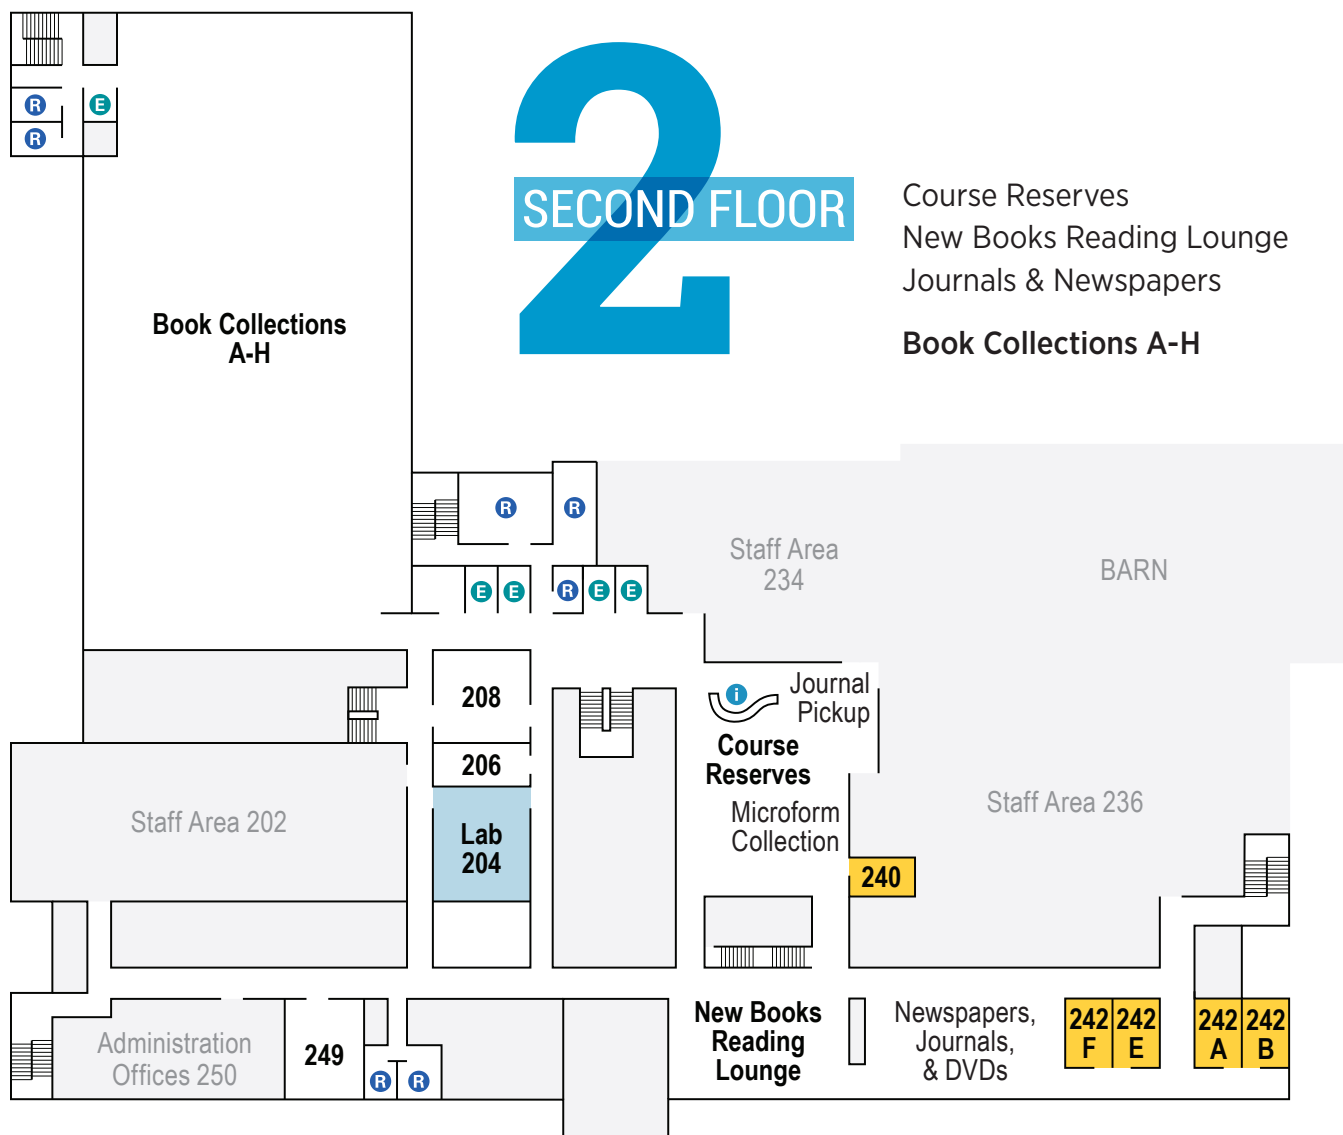 2
SECOND FLOOR
Course Reserves
New Books Reading Lounge
Journals & Newspapers
Book Collections A-H
R
E
R
Book Collections
A-H
R
R
Staff Area
234
BARN
E
E
R
E
E
208
i
Journal
Pickup
Course
Reserves
206
Staff Area 202
Lab
204
Microform
Collection
Staff Area 236
240
Administration
Offices 250
249
R
R
New Books
Reading
Lounge
Newspapers,
Journals,
& DVDs
242
F
242
E
242
A
242
B